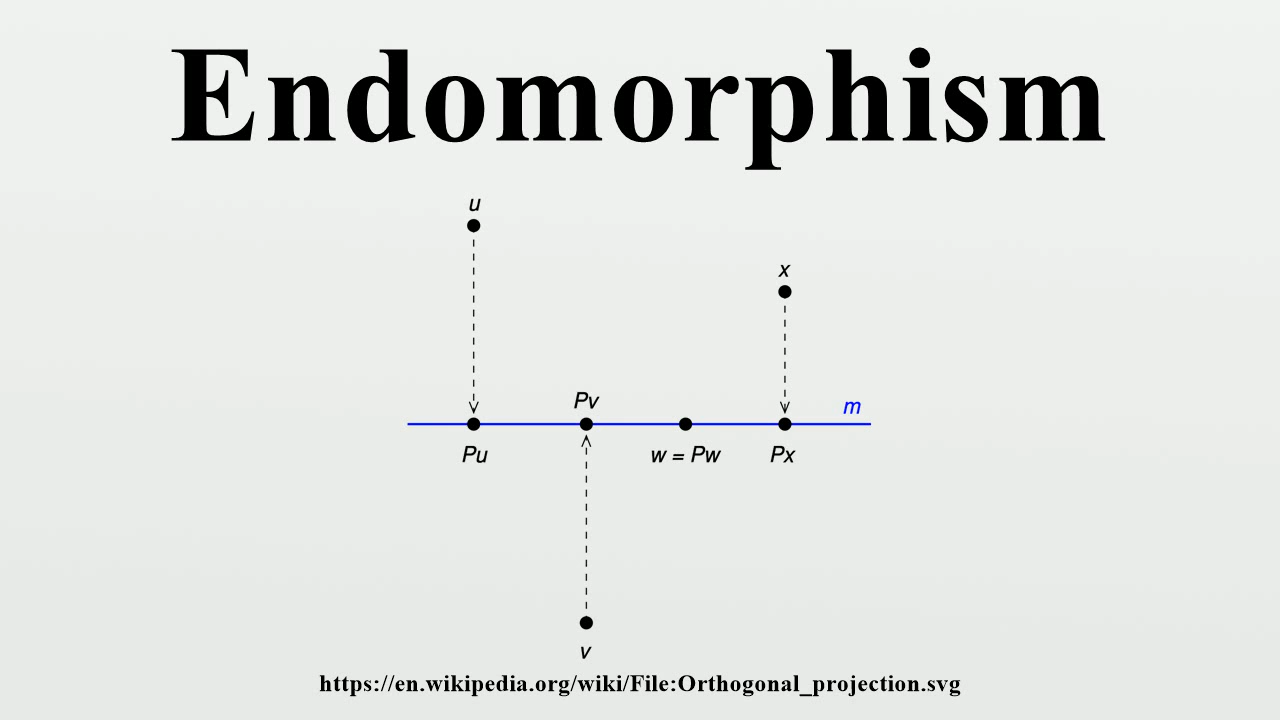 Endomorphism
u
x
Pv
m
Pu
w = Pw
Px
v
https://en.wikipedia.org/wiki/File:Orthogonal_projection.svg